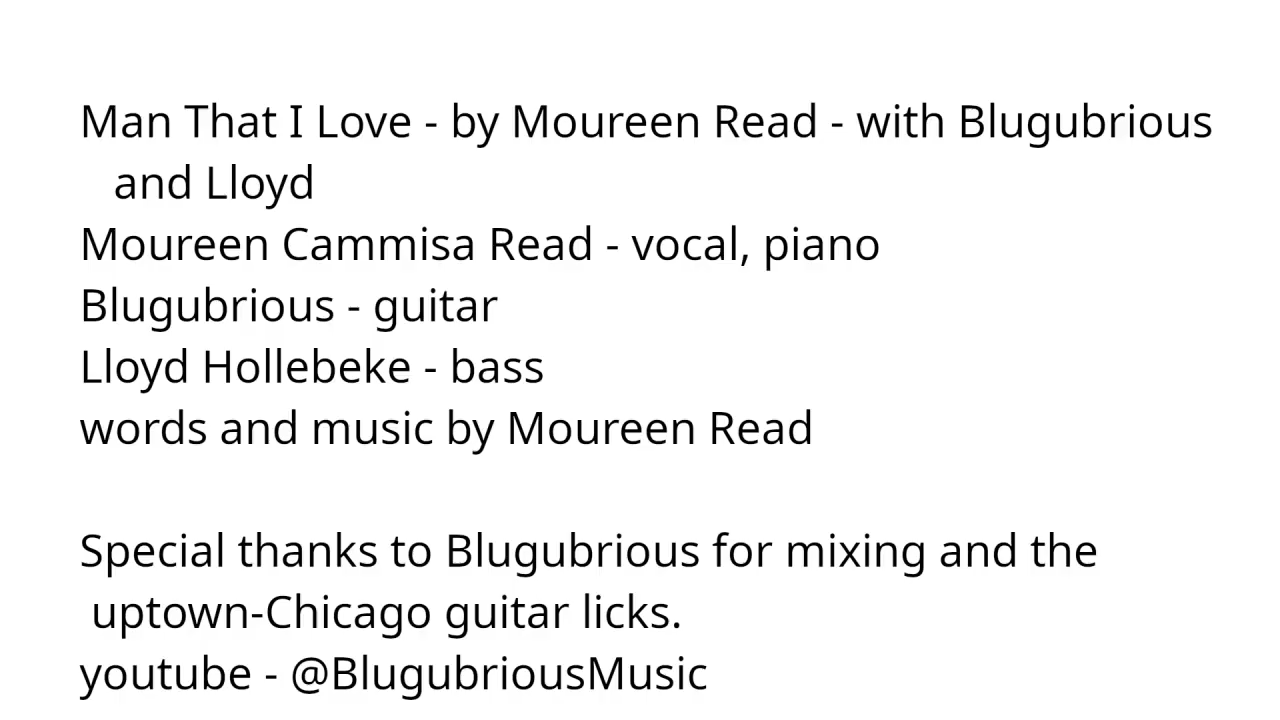 Man That I Love - by Moureen Read - with Blugubrious
and Lloyd
Moureen Cammisa Read - vocal, piano
Blugubrious - guitar
Lloyd Hollebeke - bass
words and music by Moureen Read
Special thanks to Blugubrious for mixing and the
uptown-Chicago guitar licks.
youtube - @BlugubriousMusic